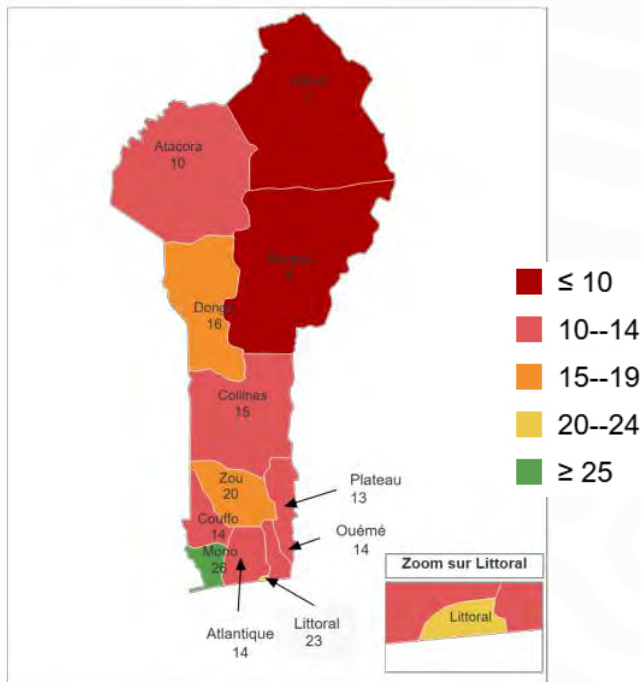 Atacora
10
Donga
16
Collines
15
Zou
20
Plateau
13
Couffo
14
Ouémé
14
Mono
26
Atlantique
14
Littoral
23
Zoom sur Littoral
Littoral
≤ 10
10--14
15--19
20--24
≥ 25